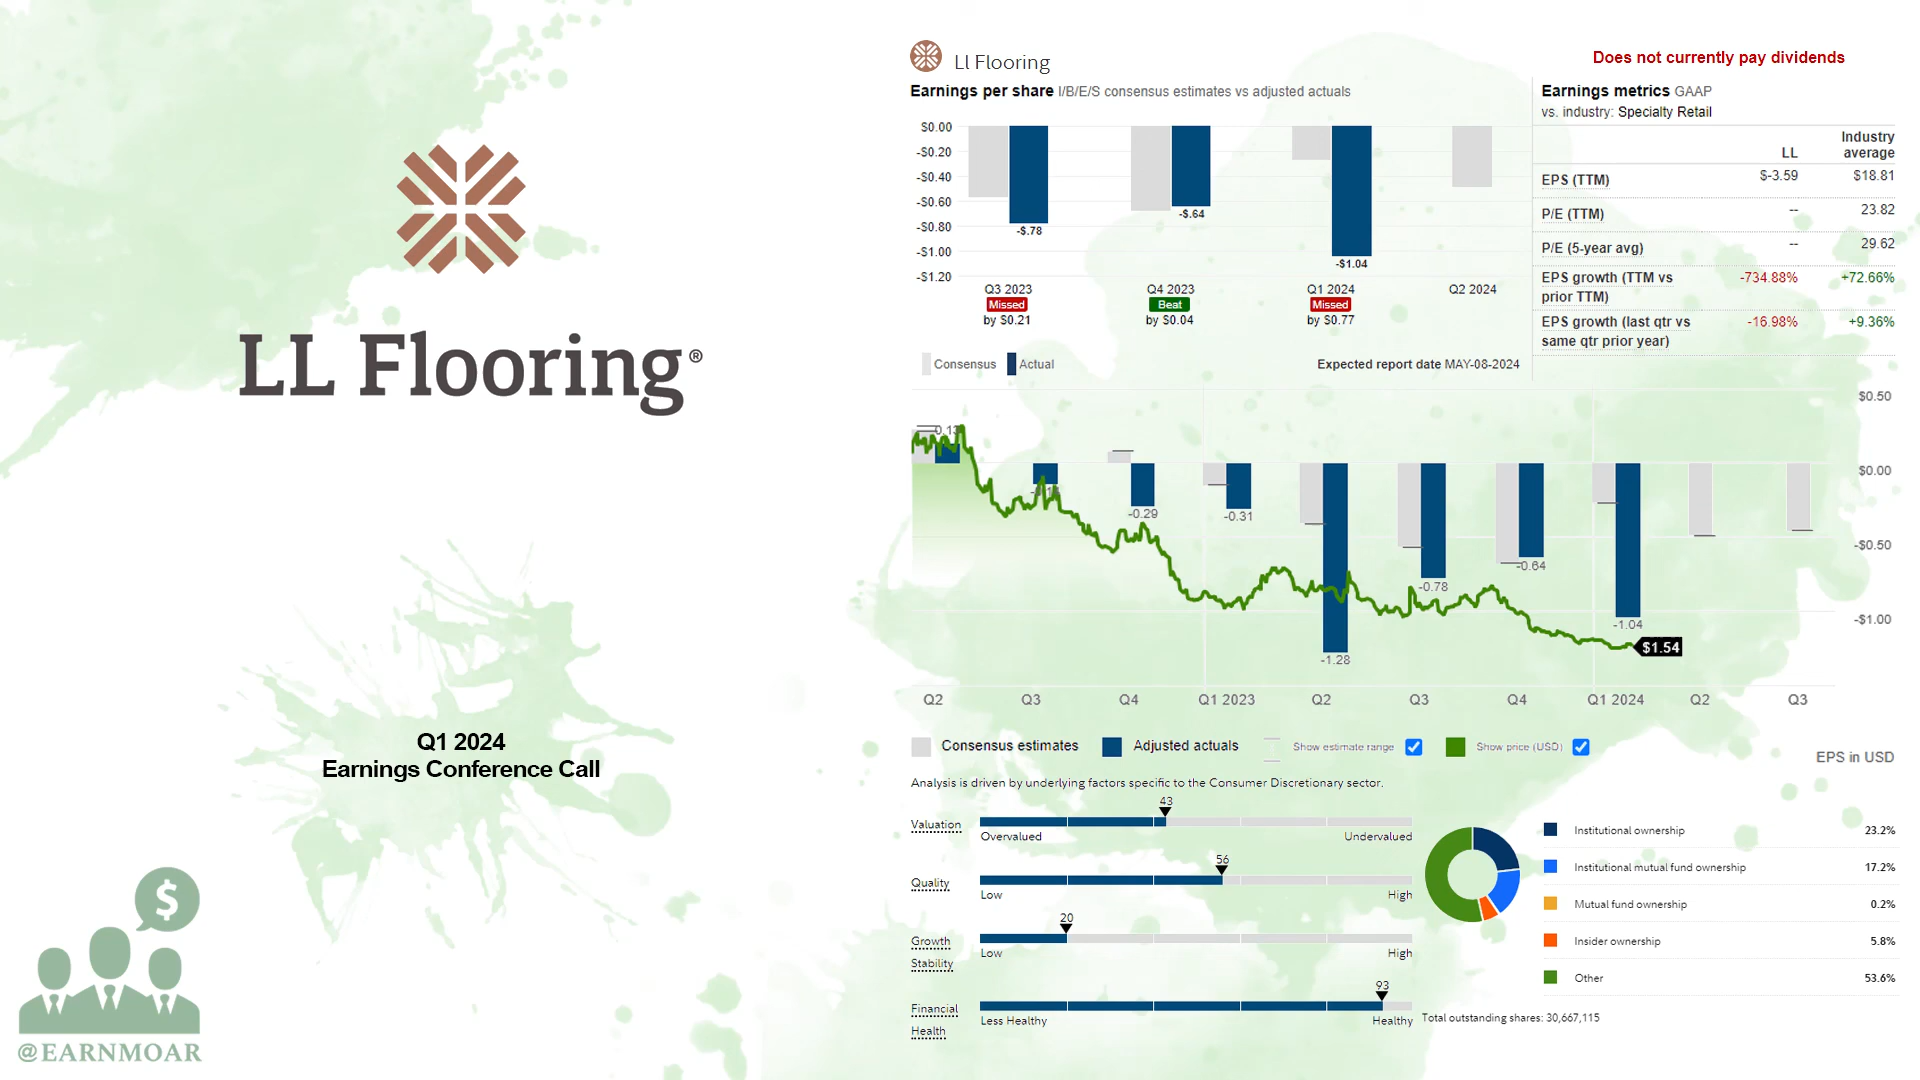 LL Flooring®
Q1 2024
Earnings Conference Call
$
@EARNMOAR
Ll Flooring
Does not currently pay dividends
Earnings per share I/B/E/S consensus estimates vs adjusted actuals
$0.00
-$0.20
-$0.40
-$0.60
-$0.80
-$1.00
-$1.20
-$.78
-$.64
-$1.04
Q3 2023
Missed
by $0.21
Q4 2023
Beat
by $0.04
Q1 2024
Missed
by $0.77
Q2 2024
Consensus Actual
Expected report date MAY-08-2024
Earnings metrics GAAP
vs. industry: Specialty Retail
LL Industry average
EPS (TTM) $-3.59 $18.81
P/E (TTM) -- 23.82
P/E (5-year avg) -- 29.62
EPS growth (TTM vs prior TTM) -734.88% +72.66%
EPS growth (last qtr vs same qtr prior year) -16.98% +9.36%
$0.50
$0.00
-$0.50
-$1.00
-0.29
-0.31
-1.28
-0.78
-0.64
-1.04
$1.54
Q2 Q3 Q4 Q1 2023 Q2 Q3 Q4 Q1 2024 Q2 Q3
Consensus estimates Adjusted actuals Show estimate range Show price (USD)
EPS in USD
Analysis is driven by underlying factors specific to the Consumer Discretionary sector.
43
Valuation
Overvalued Undervalued
56
Quality
Low High
20
Growth
Stability
Low High
93
Financial
Health
Less Healthy Healthy
Institutional ownership 23.2%
Institutional mutual fund ownership 17.2%
Mutual fund ownership 0.2%
Insider ownership 5.8%
Other 53.6%
Total outstanding shares: 30,667,115